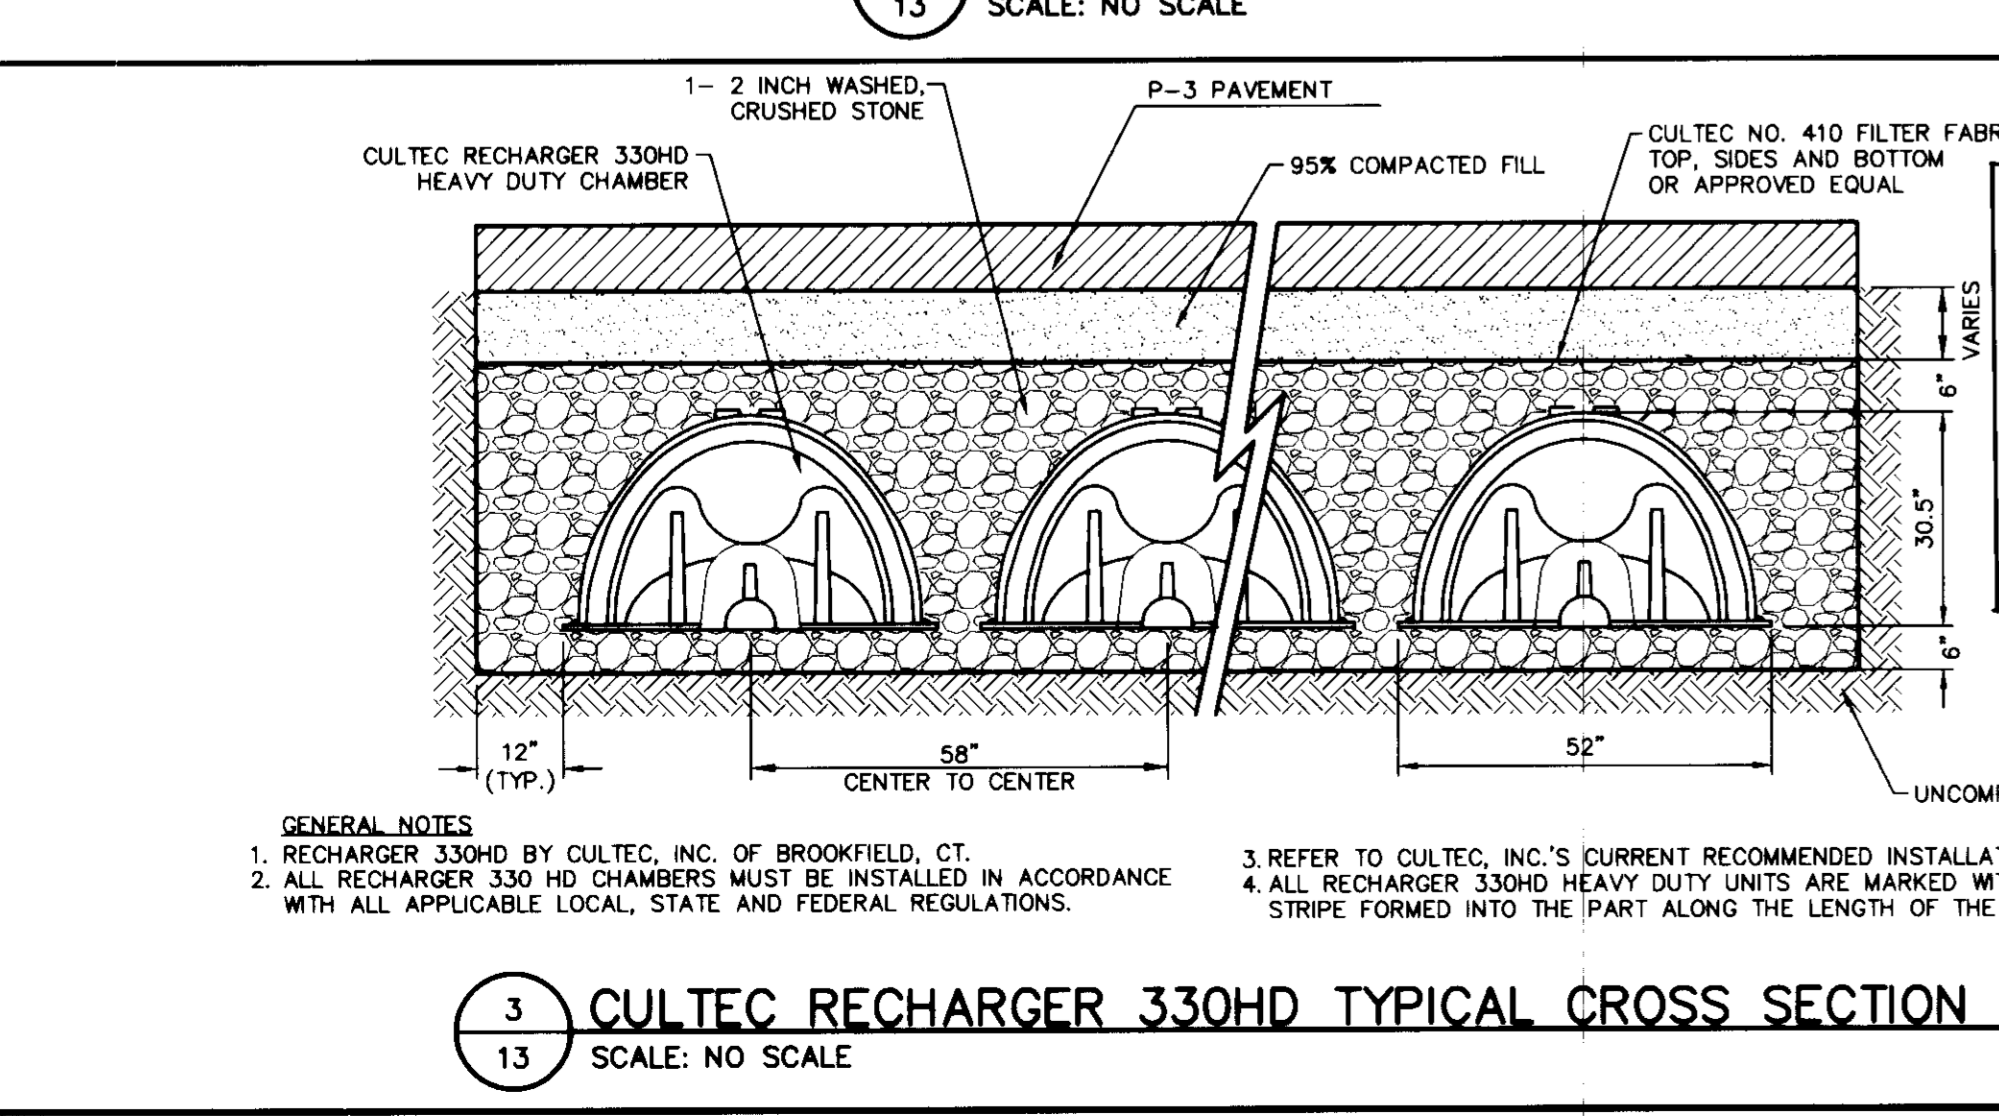 13
SCALE: NO SCALE
1- 2 INCH WASHED,
CRUSHED STONE
P-3 PAVEMENT
CULTEC RECHARGER 330HD
HEAVY DUTY CHAMBER
95% COMPACTED FILL
CULTEC NO. 410 FILTER FABR
TOP, SIDES AND BOTTOM
OR APPROVED EQUAL
VARIES
6"
30.5"
6"
12"
(TYP.)
58"
CENTER TO CENTER
52"
UNCOM
GENERAL NOTES
1. RECHARGER 330HD BY CULTEC, INC. OF BROOKFIELD, CT.
2. ALL RECHARGER 330 HD CHAMBERS MUST BE INSTALLED IN ACCORDANCE
WITH ALL APPLICABLE LOCAL, STATE AND FEDERAL REGULATIONS.
3. REFER TO CULTEC, INC.'S CURRENT RECOMMENDED INSTALLA
4. ALL RECHARGER 330HD HEAVY DUTY UNITS ARE MARKED WI
STRIPE FORMED INTO THE PART ALONG THE LENGTH OF THE
3
13
CULTEC RECHARGER 330HD TYPICAL CROSS SECTION
SCALE: NO SCALE